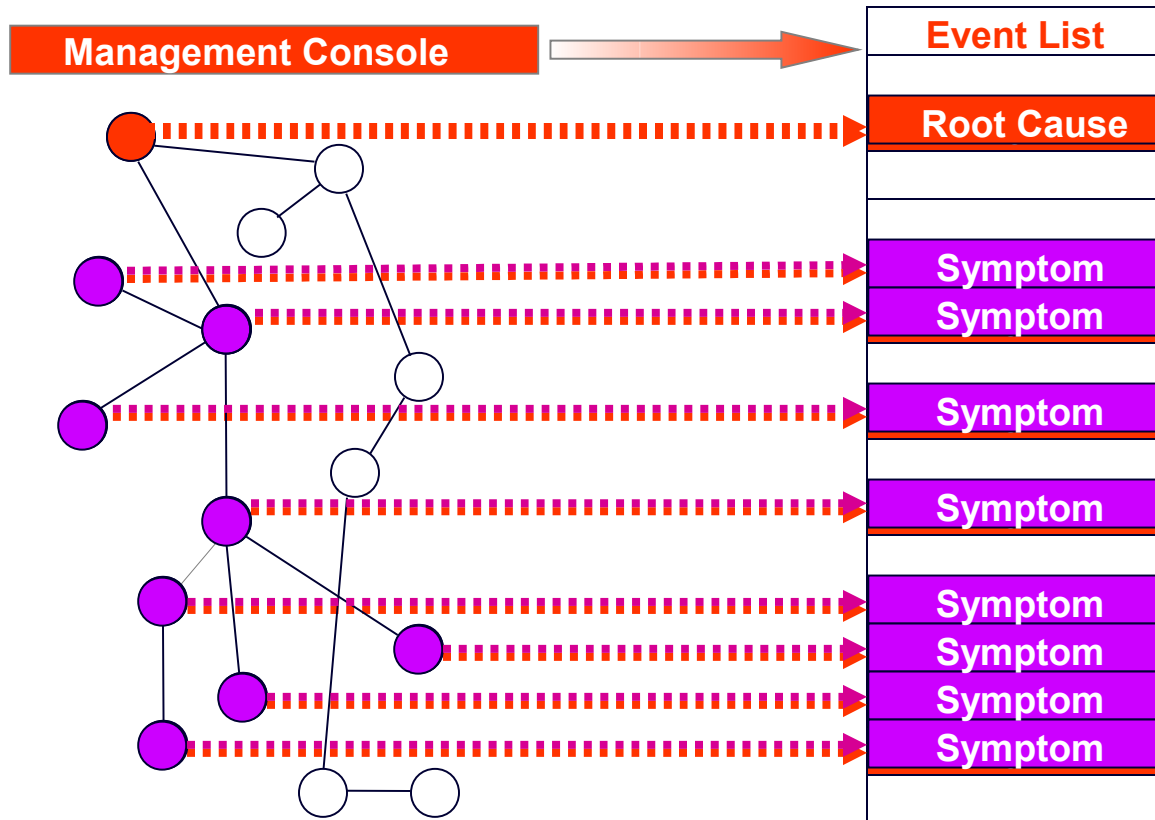 Management Console
Event List
Root Cause
Symptom
Symptom
Symptom
Symptom
Symptom
Symptom
Symptom
Symptom